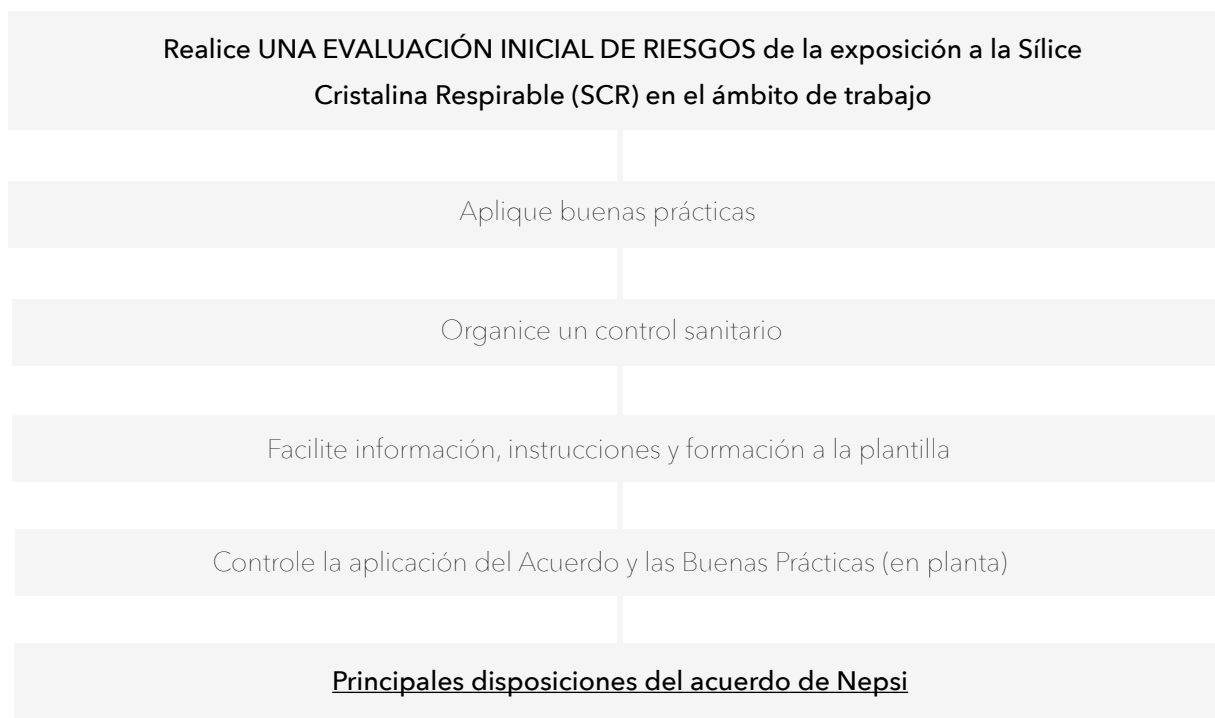 Realice UNA EVALUACIÓN INICIAL DE RIESGOS de la exposición a la Sílice
Cristalina Respirable (SCR) en el ámbito de trabajo
Aplique buenas prácticas
Organice un control sanitario
Facilite información, instrucciones y formación a la plantilla
Controle la aplicación del Acuerdo y las Buenas Prácticas (en planta)
Principales disposiciones del acuerdo de Nepsi